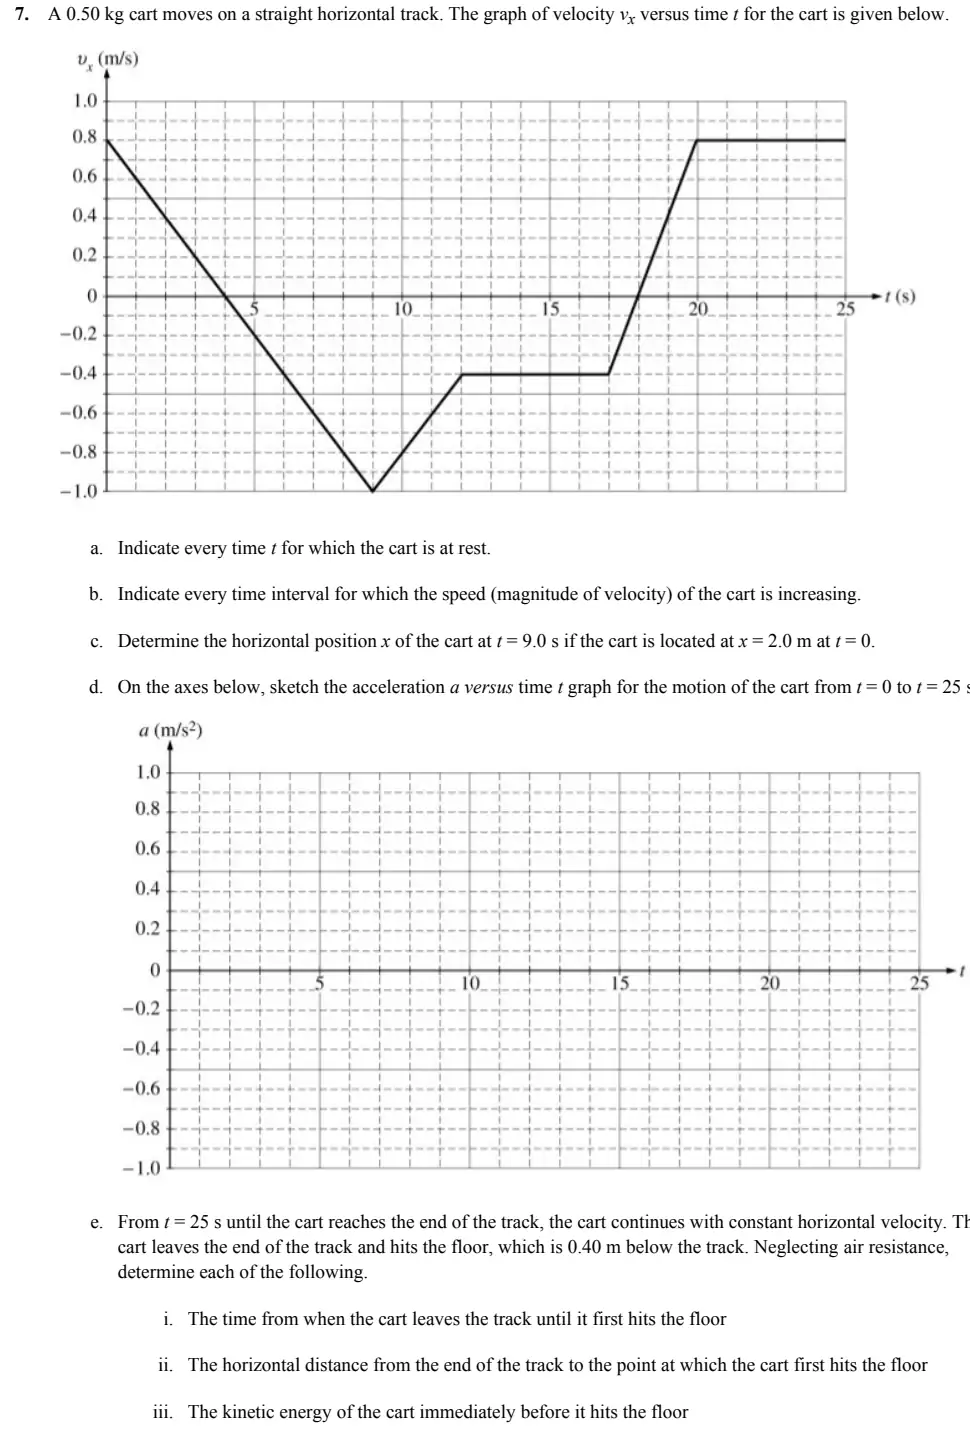 7. A 0.50 kg cart moves on a straight horizontal track. The graph of velocity vx versus time t for the cart is given below.
vx (m/s)
1.0
0.8
0.6
0.4
0.2
0
5
10
15
20
25
t (s)
−0.2
−0.4
−0.6
−0.8
−1.0
a. Indicate every time t for which the cart is at rest.
b. Indicate every time interval for which the speed (magnitude of velocity) of the cart is increasing.
c. Determine the horizontal position x of the cart at t = 9.0 s if the cart is located at x = 2.0 m at t = 0.
d. On the axes below, sketch the acceleration a versus time t graph for the motion of the cart from t = 0 to t = 25 s
a (m/s²)
1.0
0.8
0.6
0.4
0.2
0
5
10
15
20
25
t
−0.2
−0.4
−0.6
−0.8
−1.0
e. From t = 25 s until the cart reaches the end of the track, the cart continues with constant horizontal velocity.
cart leaves the end of the track and hits the floor, which is 0.40 m below the track. Neglecting air resistance,
determine each of the following.
i. The time from when the cart leaves the track until it first hits the floor
ii. The horizontal distance from the end of the track to the point at which the cart first hits the floor
iii. The kinetic energy of the cart immediately before it hits the floor